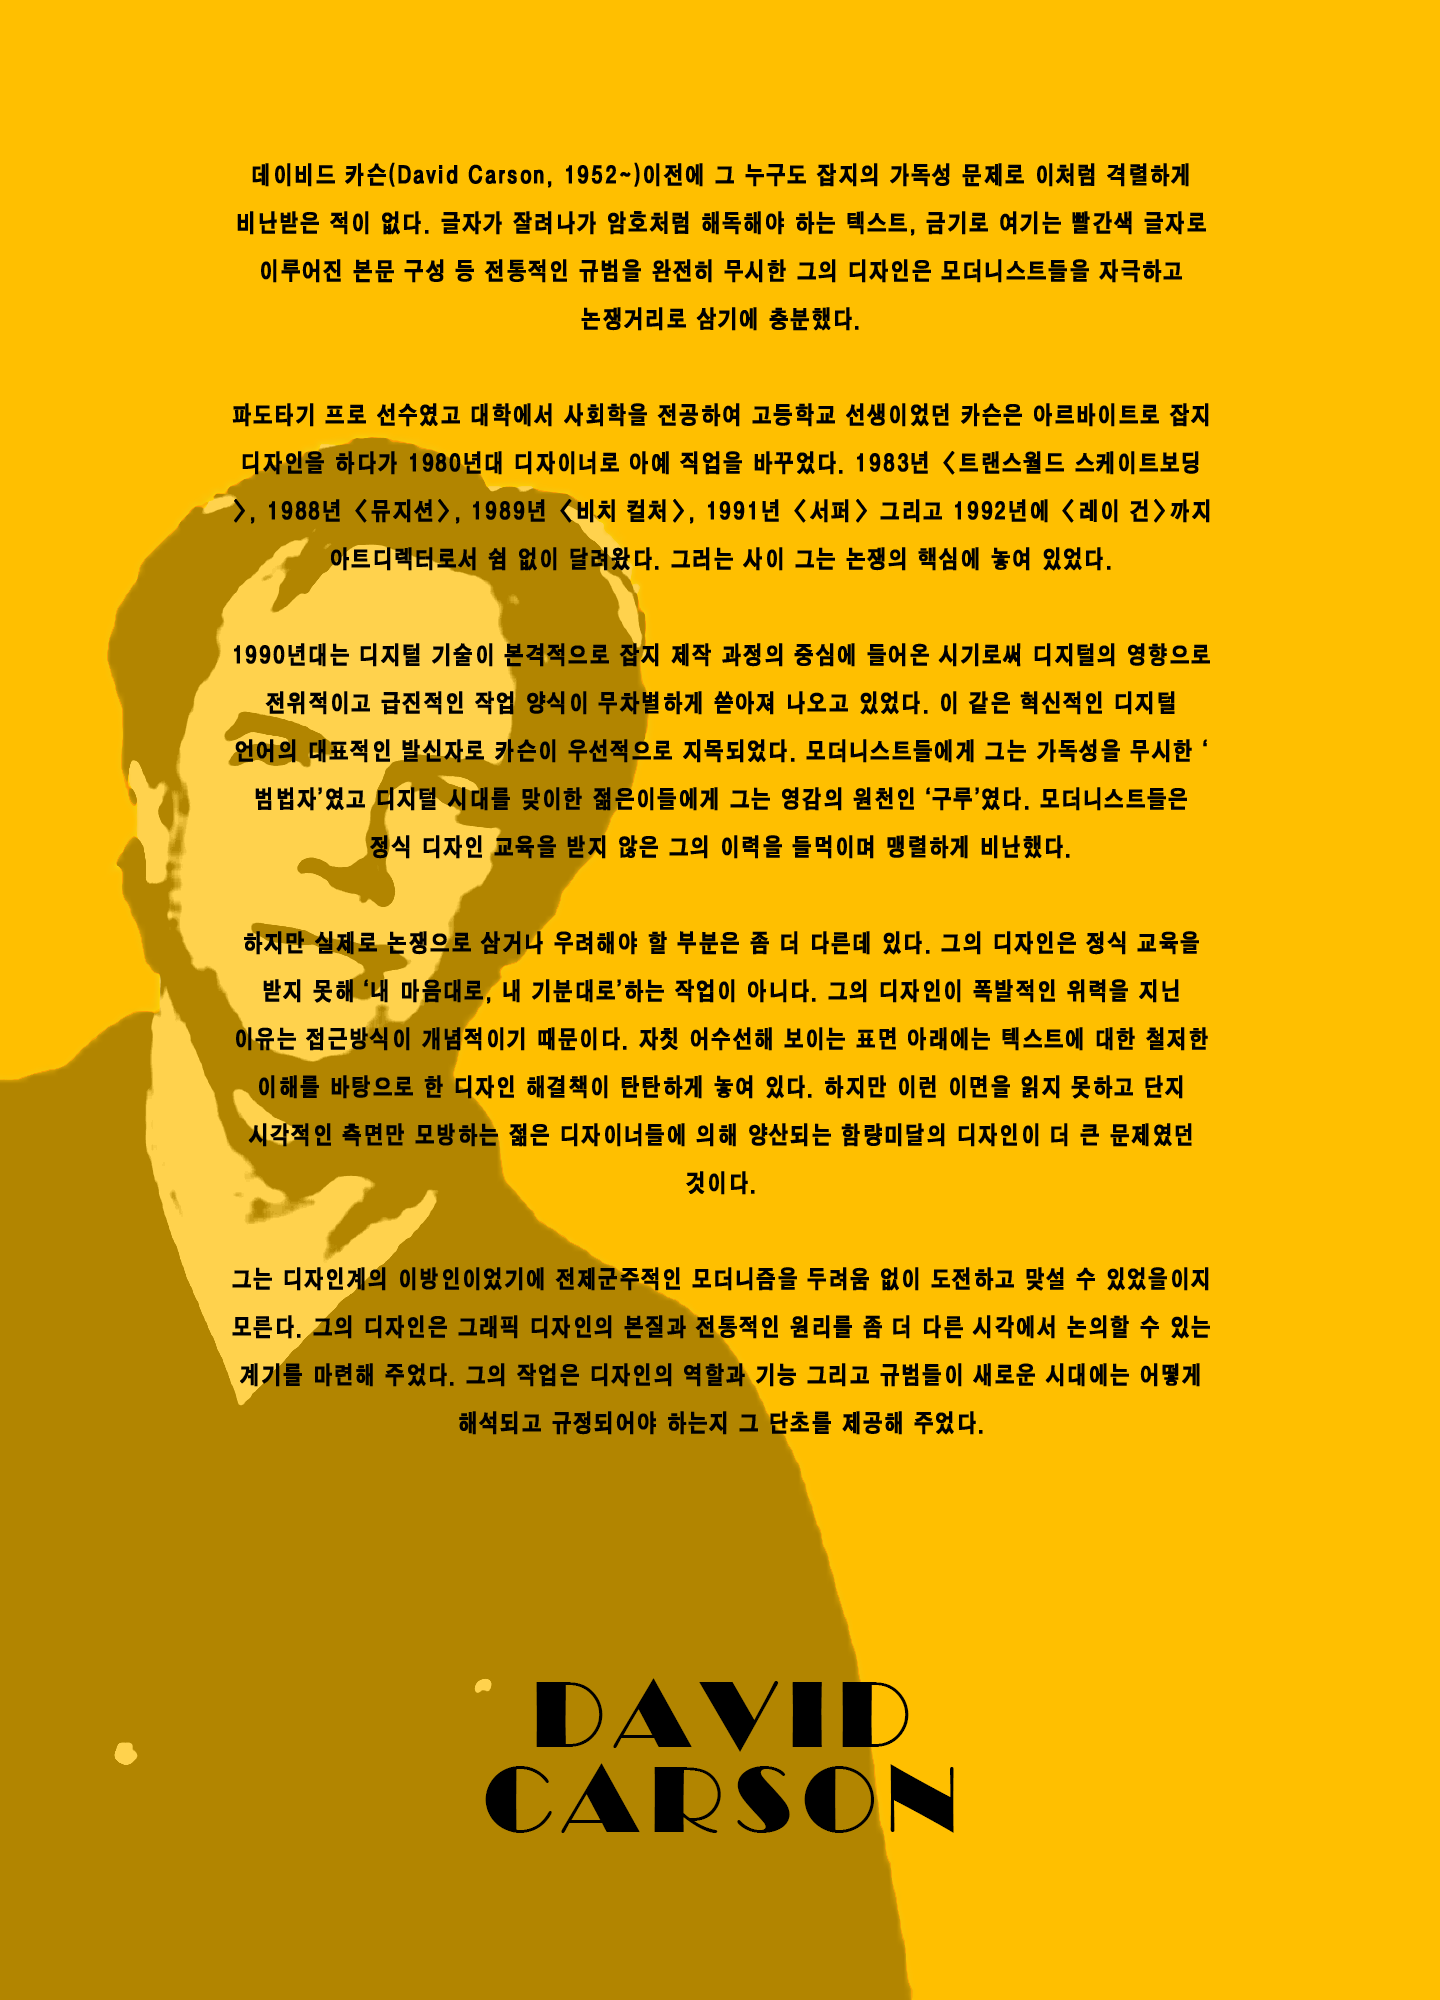 데이비드 카슨(David Carson, 1952~)이전에 그 누구도 잡지의 가독성 문제로 이처럼 격렬하게
비난받은 적이 없다. 글자가 잘려나가 암호처럼 해독해야 하는 텍스트, 금기로 여기는 빨간색 글자로
이루어진 본문 구성 등 전통적인 규범을 완전히 무시한 그의 디자인은 모더니스트들을 자극하고
논쟁거리로 삼기에 충분했다.
파도타기 프로 선수였고 대학에서 사회학을 전공하여 고등학교 선생이었던 카슨은 아르바이트로 잡지
디자인을 하다가 1980년대 디자이너로 아예 직업을 바꾸었다. 1983년 〈트랜스월드 스케이트보딩
〉, 1988년 〈뮤지션〉, 1989년 〈비치 컬처〉, 1991년 〈서퍼〉 그리고 1992년에 〈레이 건〉까지
아트디렉터로서 쉼 없이 달려왔다. 그러는 사이 그는 논쟁의 핵심에 놓여 있었다.
1990년대는 디지털 기술이 본격적으로 잡지 제작 과정의 중심에 들어온 시기로써 디지털의 영향으로
전위적이고 급진적인 작업 양식이 무차별하게 쏟아져 나오고 있었다. 이 같은 혁신적인 디지털
언어의 대표적인 발신자로 카슨이 우선적으로 지목되었다. 모더니스트들에게 그는 가독성을 무시한 ‘
범법자’였고 디지털 시대를 맞이한 젊은이들에게 그는 영감의 원천인 ‘구루’였다. 모더니스트들은
정식 디자인 교육을 받지 않은 그의 이력을 들먹이며 맹렬하게 비난했다.
하지만 실제로 논쟁으로 삼거나 우려해야 할 부분은 좀 더 다른데 있다. 그의 디자인은 정식 교육을
받지 못해 ‘내 마음대로, 내 기분대로’하는 작업이 아니다. 그의 디자인이 폭발적인 위력을 지닌
이유는 접근방식이 개념적이기 때문이다. 자칫 어수선해 보이는 표면 아래에는 텍스트에 대한 철저한
이해를 바탕으로 한 디자인 해결책이 탄탄하게 놓여 있다. 하지만 이런 이면을 읽지 못하고 단지
시각적인 측면만 모방하는 젊은 디자이너들에 의해 양산되는 함량미달의 디자인이 더 큰 문제였던
것이다.
그는 디자인계의 이방인이었기에 전제군주적인 모더니즘을 두려움 없이 도전하고 맞설 수 있었을이지
모른다. 그의 디자인은 그래픽 디자인의 본질과 전통적인 원리를 좀 더 다른 시각에서 논의할 수 있는
계기를 마련해 주었다. 그의 작업은 디자인의 역할과 기능 그리고 규범들이 새로운 시대에는 어떻게
해석되고 규정되어야 하는지 그 단초를 제공해 주었다.
DAVID
CARSON